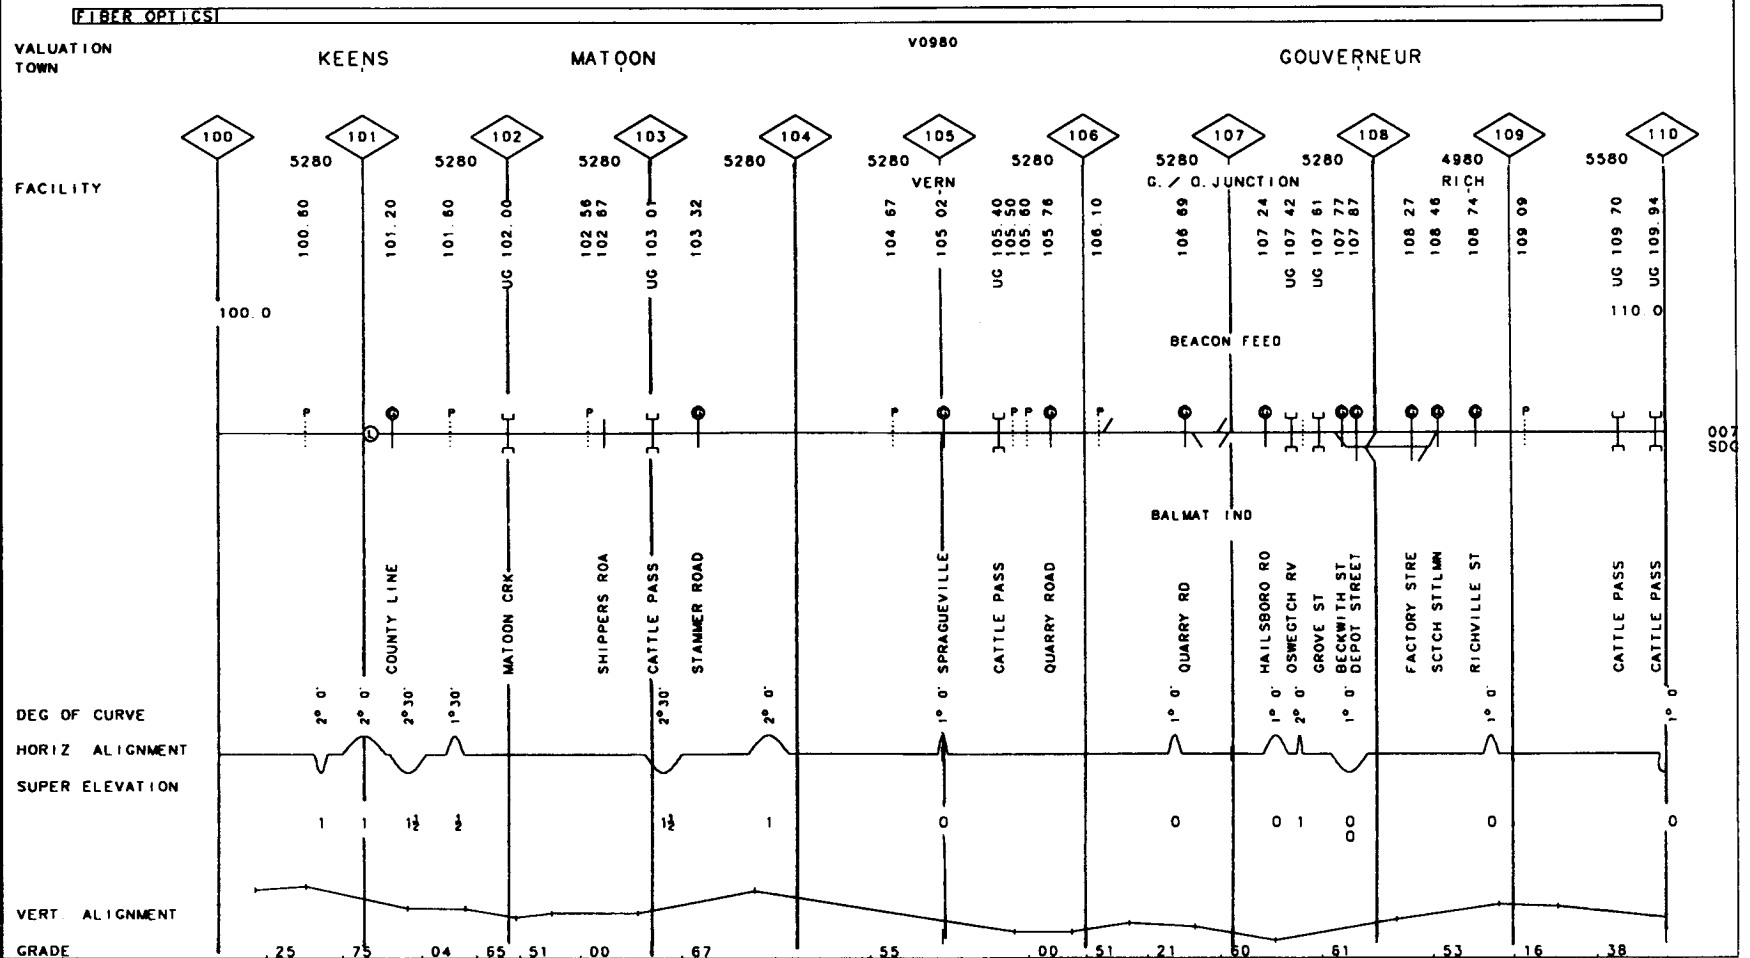 FIBER OPTICS
VALUATION V0980
TOWN KEENS MATOON GOUVERNEUR
100 101 102 103 104 105 106 107 108 109 110
5280 5280 5280 5280 5280 5280 5280 5280 4980 5580
FACILITY VERN G. / O. JUNCTION RICH
100.60
101.20
101.60
UG 102.00
102 56
102 67
UG 103 01
103 32
104 67
105 02
UG 105.40
105.50
105.60
105 76
106.10
106 69
107 24
UG 107 42
UG 107 61
107 77
107 87
108 27
108 46
108 74
109 09
UG 109 70
UG 109.94
100.0 110 0
BEACON FEED
P P P P P P P P
L G G G G G G G G G G G
007
SDG
BALMAT IND
COUNTY LINE
MATOON CRK
SHIPPERS ROA
CATTLE PASS
STAMMER ROAD
SPRAGUEVILLE
CATTLE PASS
QUARRY ROAD
QUARRY RD
HAILSBORO RO
OSWEGTCH RV
GROVE ST
BECKWITH ST
DEPOT STREET
FACTORY STRE
SCTCH STTLMN
RICHVILLE ST
CATTLE PASS
CATTLE PASS
DEG OF CURVE 2° 0' 2° 0' 2°30' 1°30' 2°30' 2° 0' 1° 0' 1° 0' 1° 0' 2° 0' 1° 0' 1° 0' 1° 0'
HORIZ ALIGNMENT
SUPER ELEVATION
1 1 1½ ½ 1½ 1 0 0 0 1 0 0 0
0
VERT. ALIGNMENT
GRADE .25 .75 .04 .65 .51 .00 .67 .55 .00 .51 .21 .60 .61 .53 .16 .38